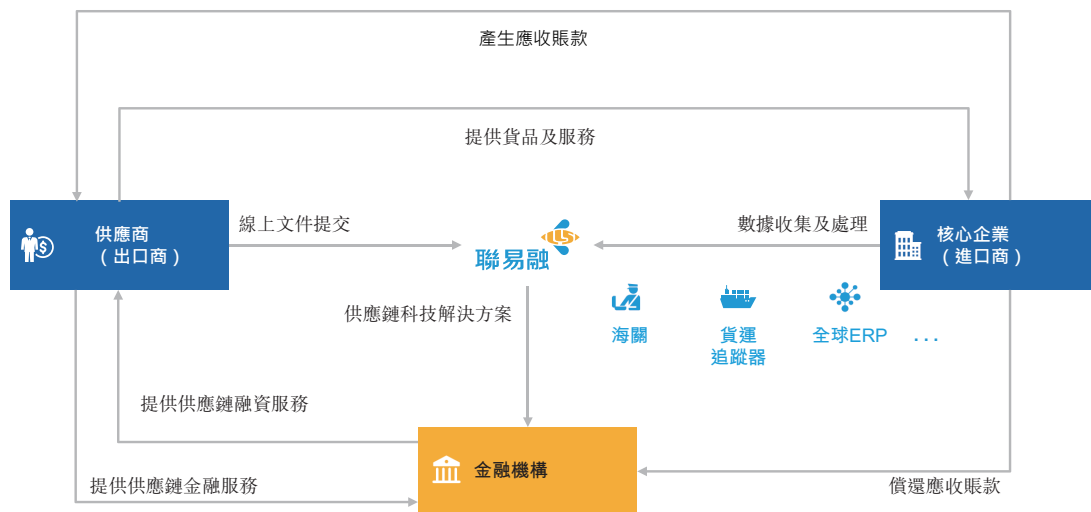 產生應收賬款
提供貨品及服務
供應商
（出口商）
線上文件提交
聯易融
LLS
數據收集及處理
核心企業
（進口商）
供應鏈科技解決方案
海關
貨運
追蹤器
全球ERP
...
提供供應鏈融資服務
金融機構
提供供應鏈金融服務
償還應收賬款